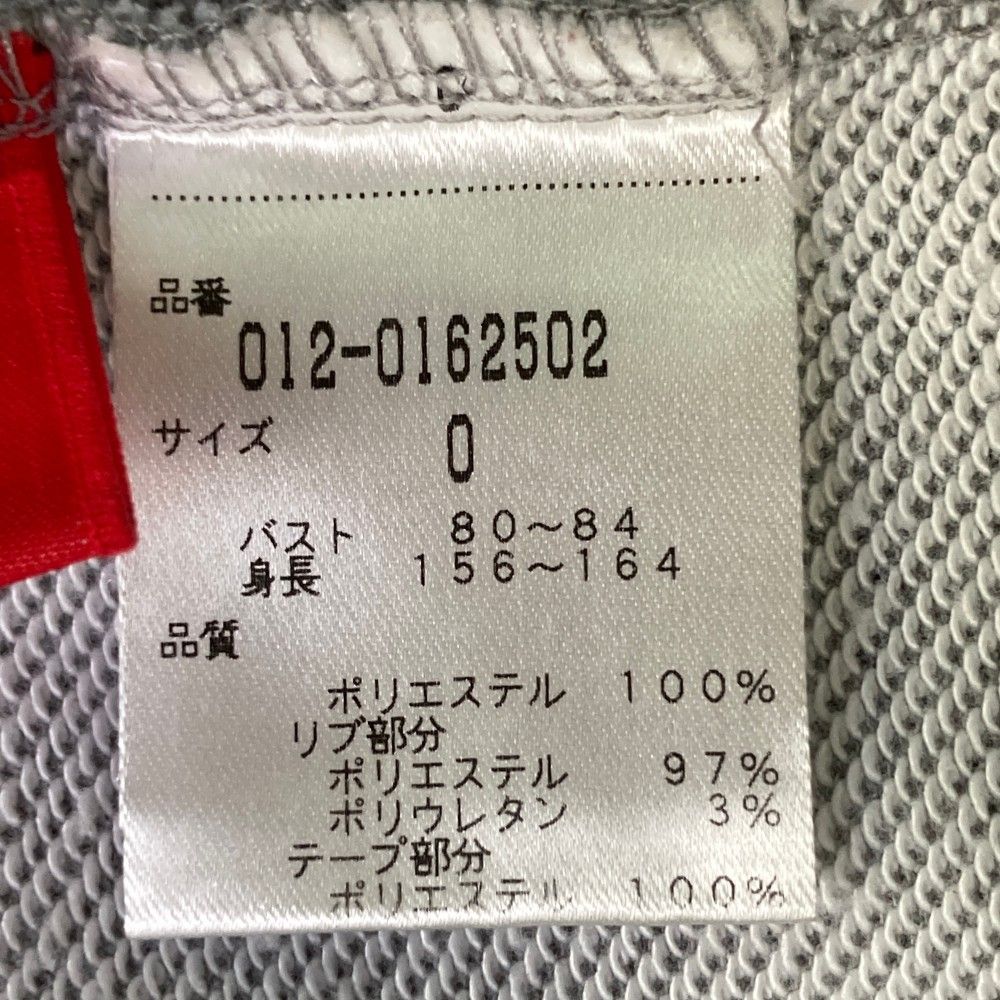 品番
012-0162502
サイズ 0
バスト 80～84
身長 156～164
品質
ポリエステル 100%
リブ部分
ポリエステル 97%
ポリウレタン 3%
テープ部分
ポリエステル 100%